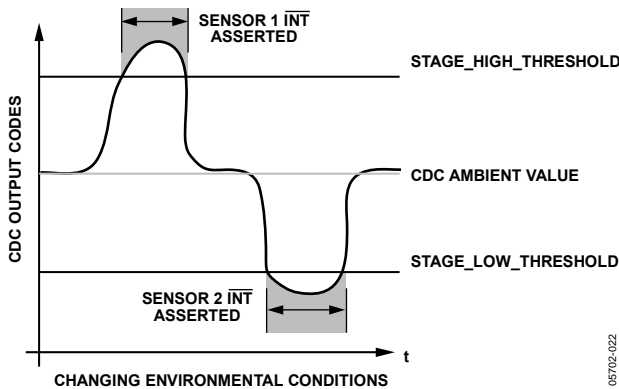 SENSOR 1 INT
ASSERTED
STAGE_HIGH_THRESHOLD
CDC OUTPUT CODES
CDC AMBIENT VALUE
STAGE_LOW_THRESHOLD
SENSOR 2 INT
ASSERTED
t
CHANGING ENVIRONMENTAL CONDITIONS
05702-022